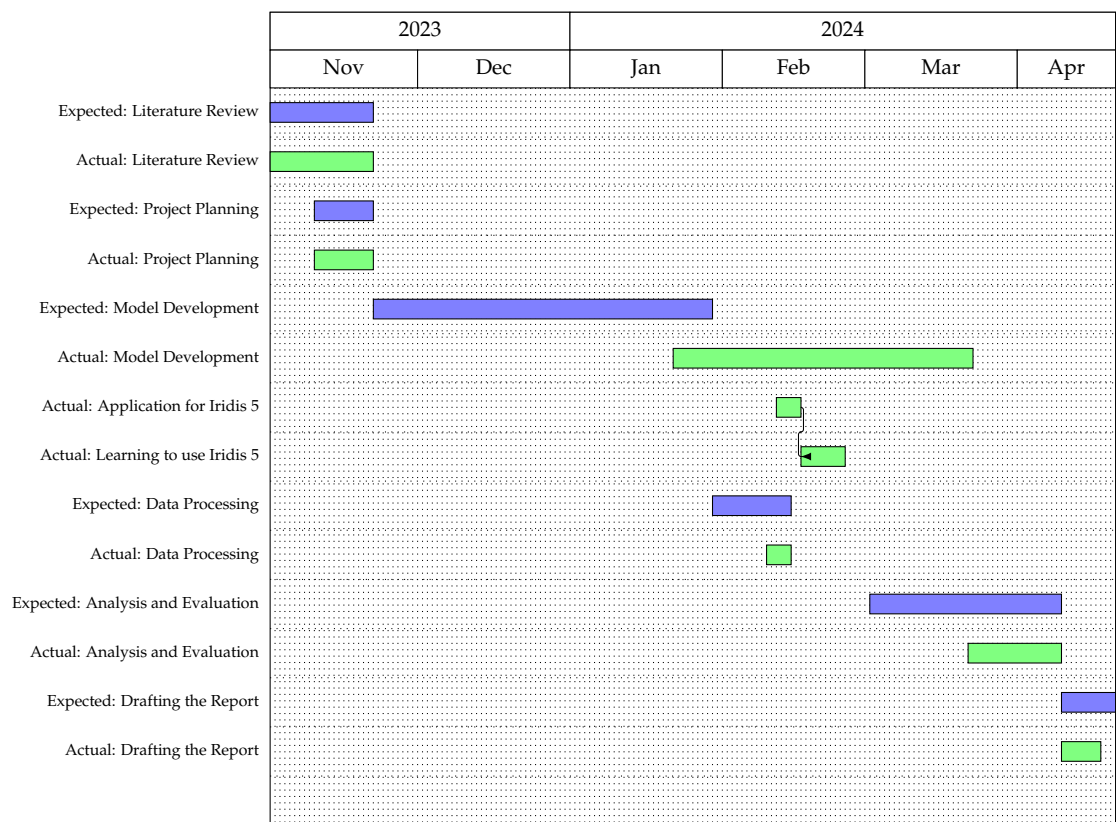 2023 2024
Nov Dec Jan Feb Mar Apr
Expected: Literature Review
Actual: Literature Review
Expected: Project Planning
Actual: Project Planning
Expected: Model Development
Actual: Model Development
Actual: Application for Iridis 5
Actual: Learning to use Iridis 5
Expected: Data Processing
Actual: Data Processing
Expected: Analysis and Evaluation
Actual: Analysis and Evaluation
Expected: Drafting the Report
Actual: Drafting the Report